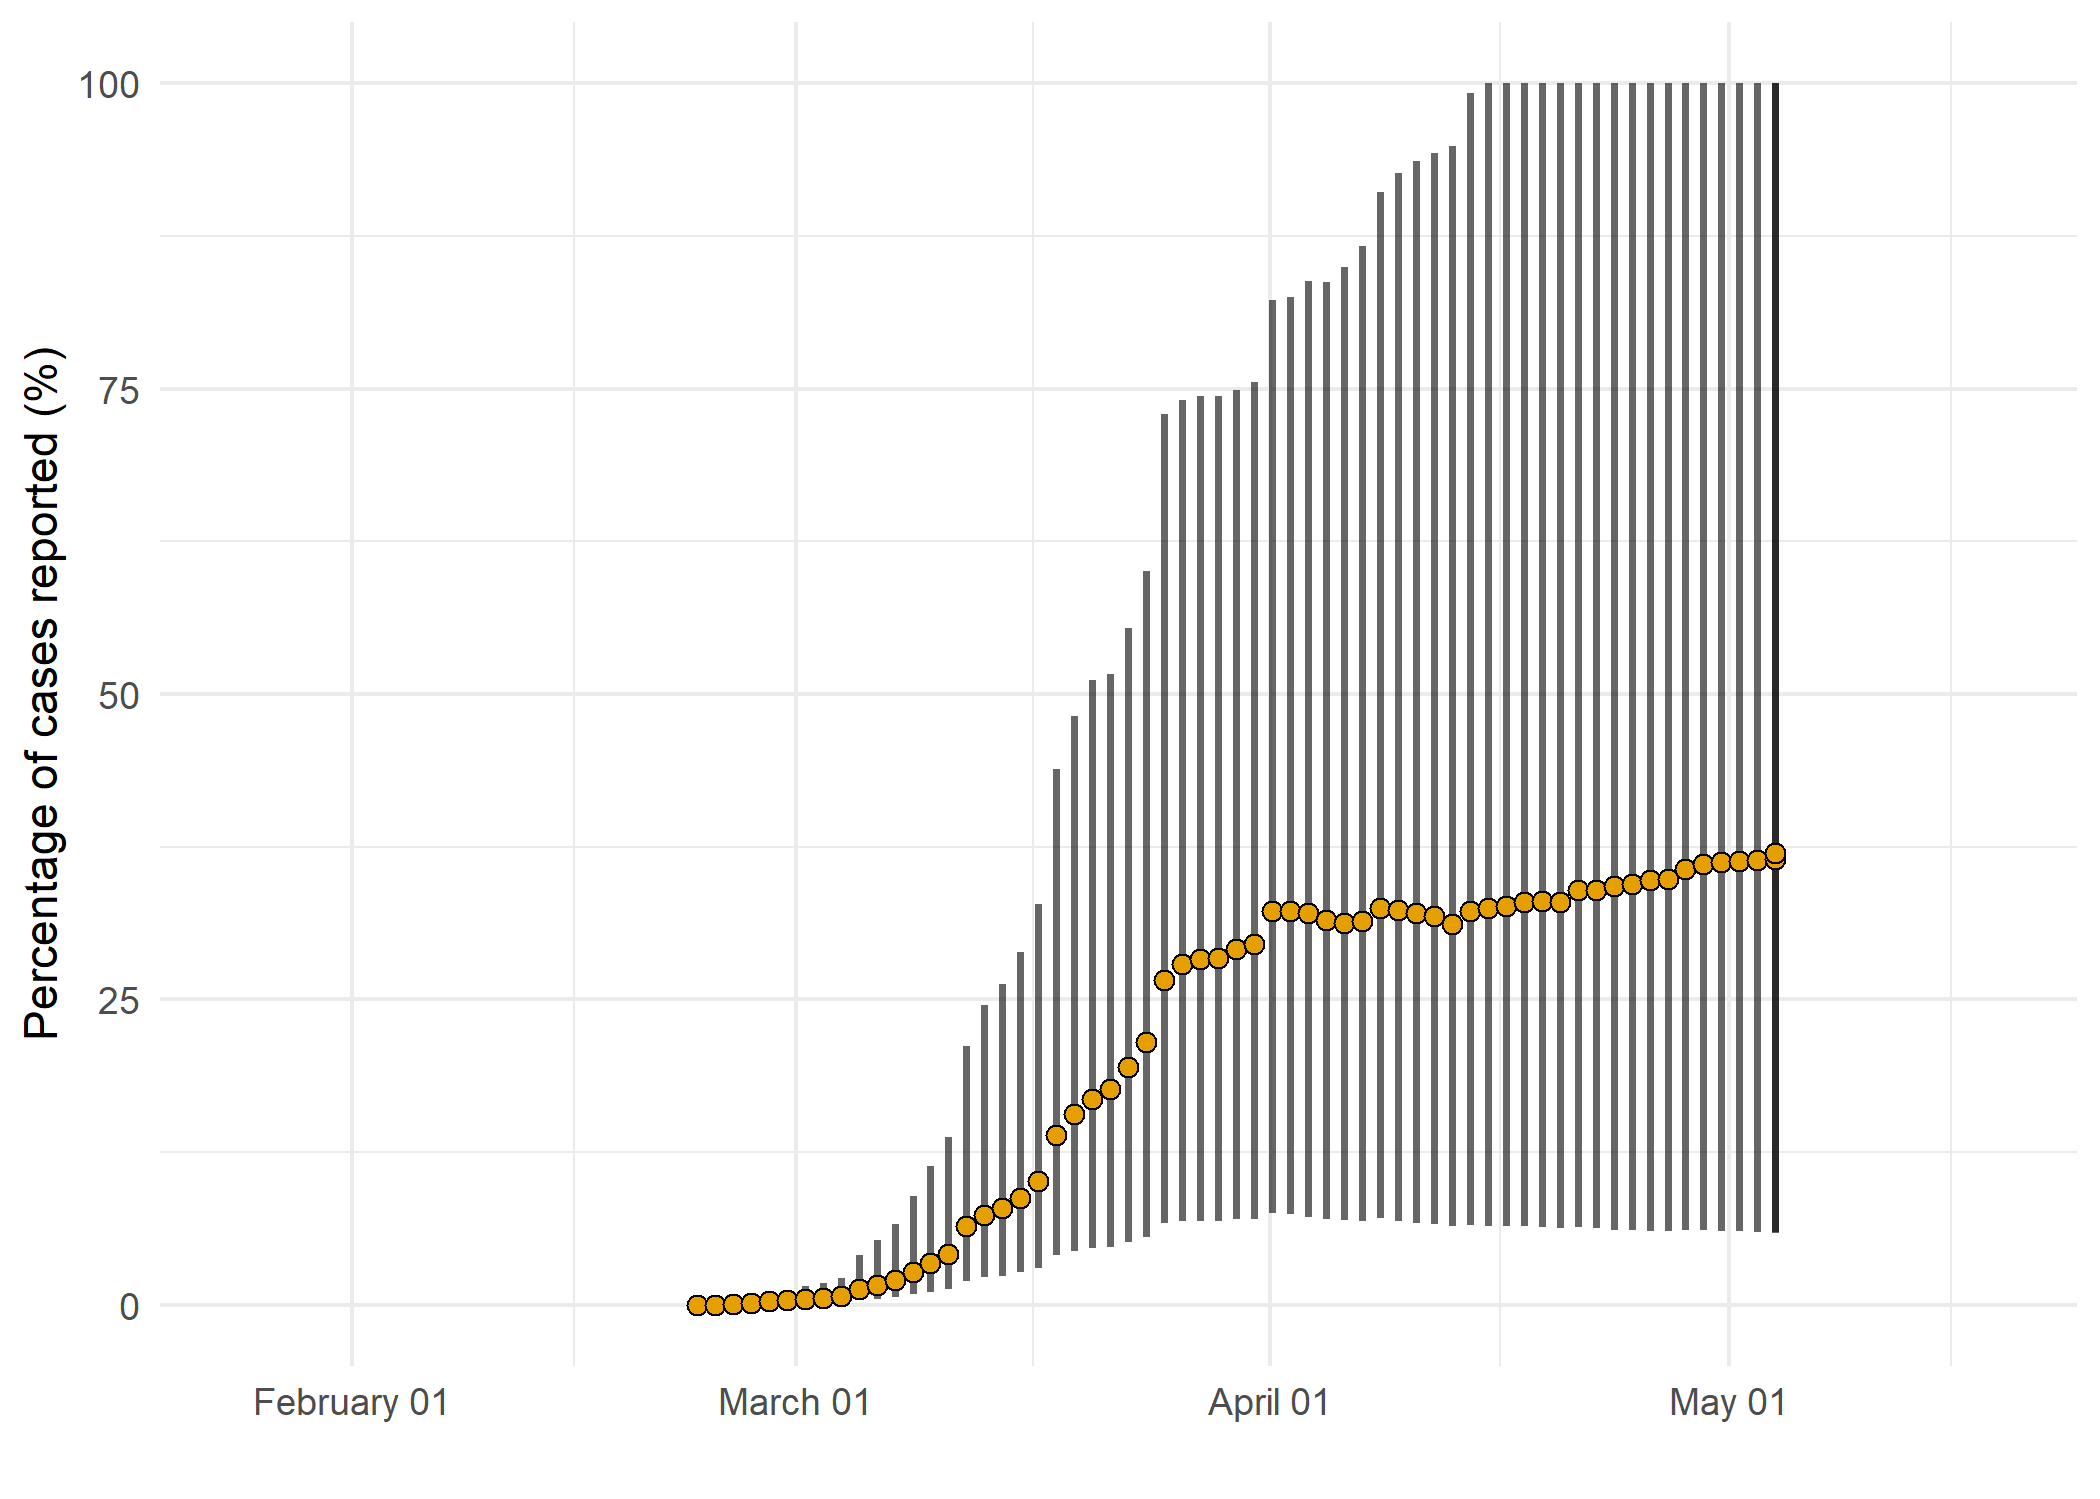 Percentage of cases reported (%)
100
75
50
25
0
February 01
March 01
April 01
May 01